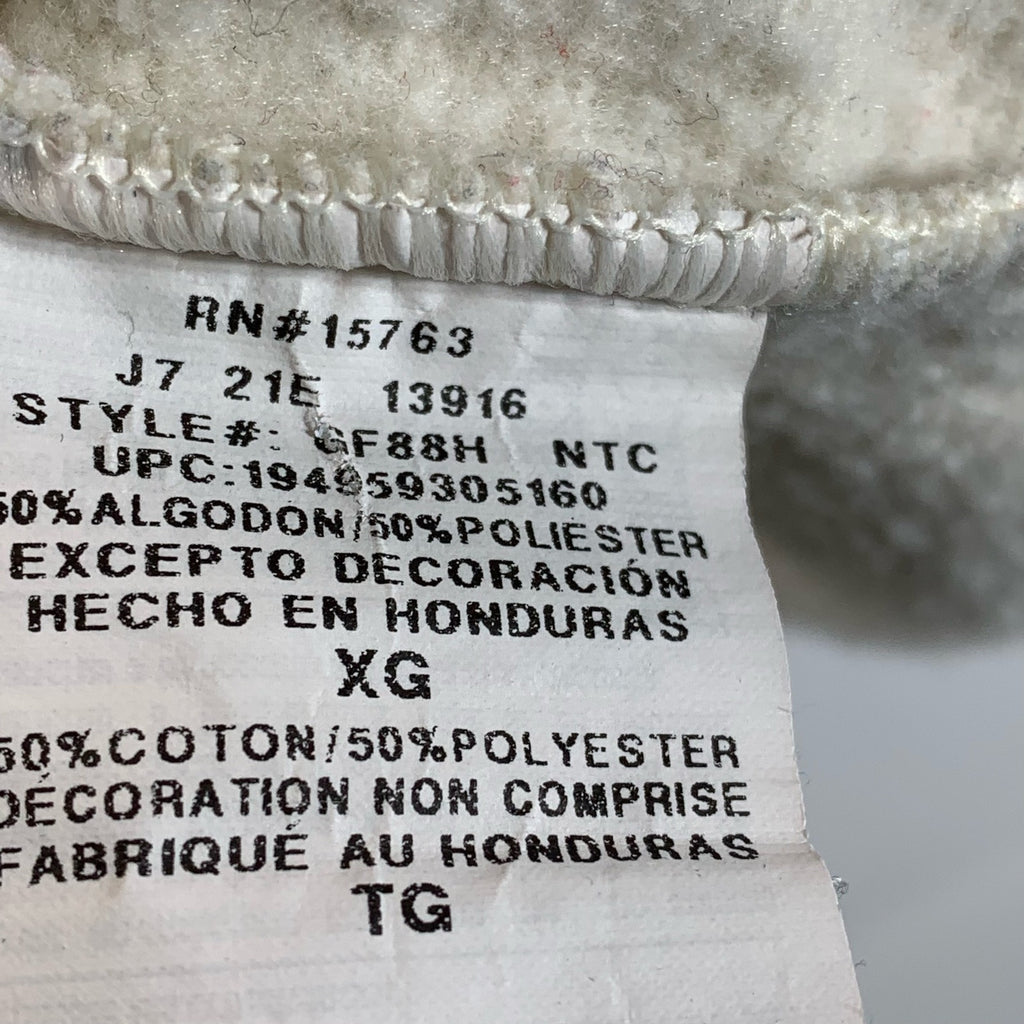 RN#15763
J7 21E 13916
STYLE#: GF88H NTC
UPC:194959305160
50%ALGODON/50%POLIÉSTER
EXCEPTO DECORACIÓN
HECHO EN HONDURAS
XG
50%COTON/50%POLYESTER
DÉCORATION NON COMPRISE
FABRIQUÉ AU HONDURAS
TG